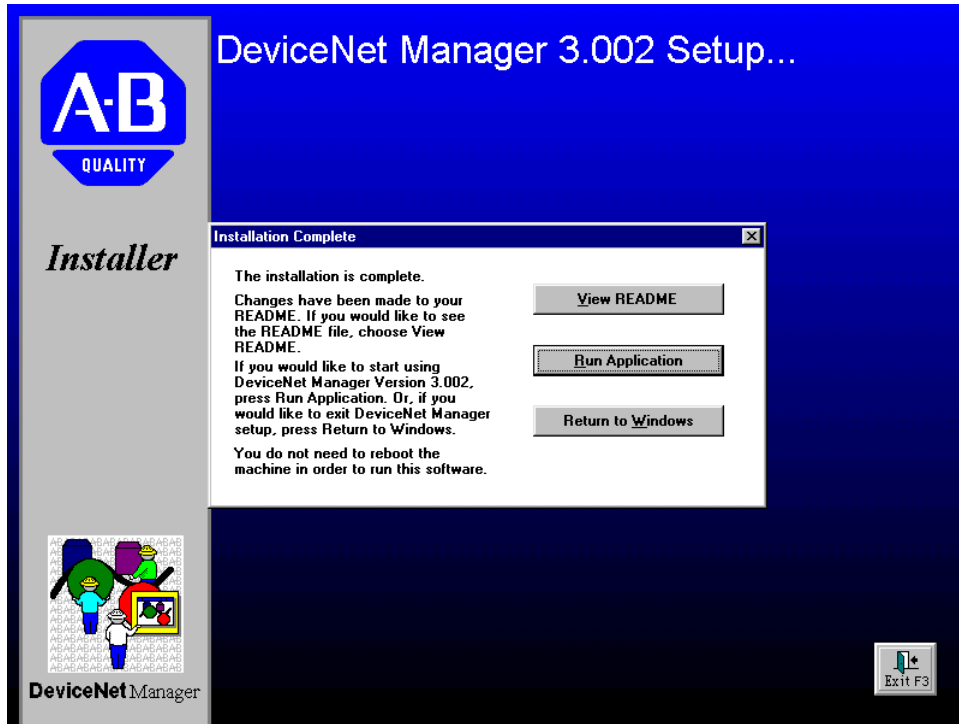 DeviceNet Manager 3.002 Setup...
A·B
QUALITY
Installer
Installation Complete
The installation is complete.
Changes have been made to your
README. If you would like to see
the README file, choose View
README.
If you would like to start using
DeviceNet Manager Version 3.002,
press Run Application. Or, if you
would like to exit DeviceNet Manager
setup, press Return to Windows.
You do not need to reboot the
machine in order to run this software.
View README
Run Application
Return to Windows
DeviceNet Manager
Exit F3